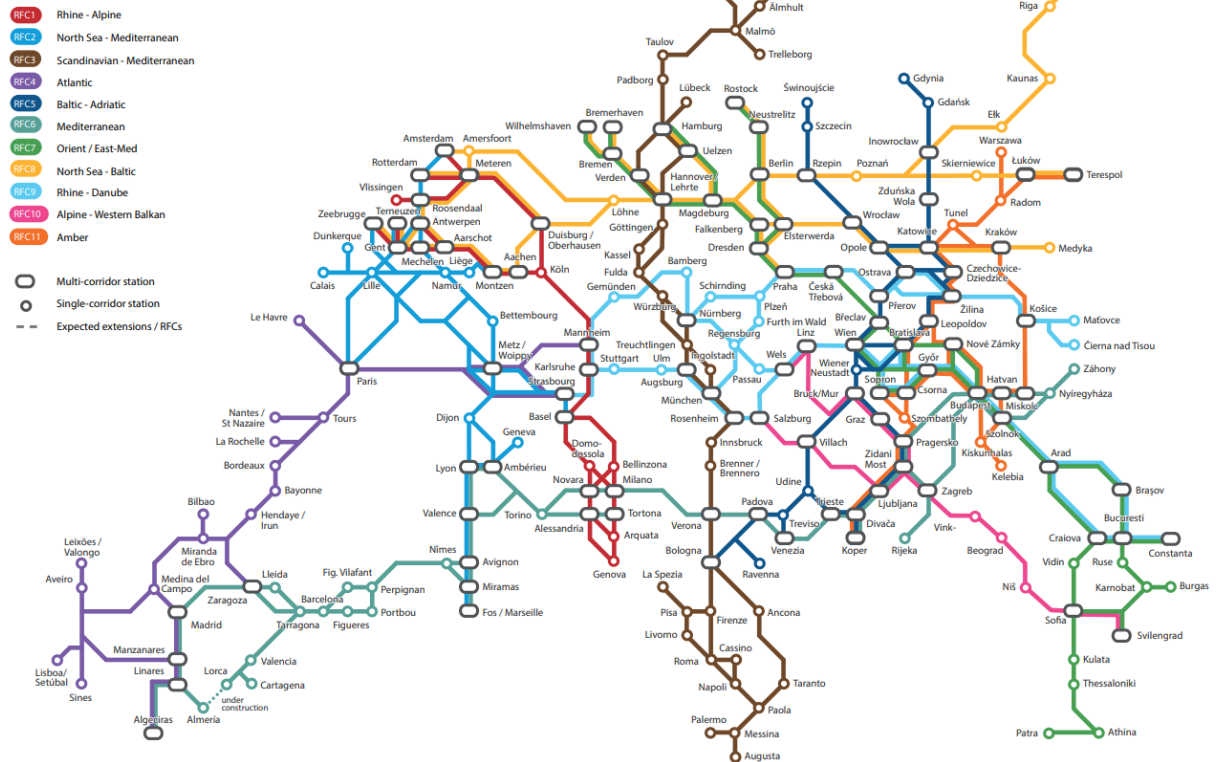 RFC1 Rhine - Alpine
RFC2 North Sea - Mediterranean
RFC3 Scandinavian - Mediterranean
RFC4 Atlantic
RFC5 Baltic - Adriatic
RFC6 Mediterranean
RFC7 Orient / East-Med
RFC8 North Sea - Baltic
RFC9 Rhine - Danube
RFC10 Alpine - Western Balkan
RFC11 Amber
Multi-corridor station
Single-corridor station
Expected extensions / RFCs
Älmhult
Malmö
Trelleborg
Taulov
Padborg
Lübeck
Rostock
Świnoujście
Gdynia
Gdańsk
Riga
Kaunas
Ełk
Warszawa
Wilhelmshaven
Bremerhaven
Hamburg
Neustrelitz
Szczecin
Inowrocław
Amsterdam
Amersfoort
Bremen
Verden
Uelzen
Hannover/
Lehrte
Berlin
Rzepin
Poznań
Skierniewice
Łuków
Terespol
Rotterdam
Meteren
Vlissingen
Roosendaal
Zeebrugge
Terneuzen
Antwerpen
Löhne
Göttingen
Magdeburg
Falkenberg
Elsterwerda
Wrocław
Zduńska
Wola
Radom
Tunel
Dunkerque
Gent
Aarschot
Mechelen
Liège
Aachen
Duisburg /
Oberhausen
Kassel
Dresden
Opole
Katowice
Kraków
Medyka
Calais
Lille
Namur
Montzen
Köln
Fulda
Bamberg
Praha
Česká
Třebová
Ostrava
Czechowice-
Dziedzice
Gemünden
Schirnding
Würzburg
Nürnberg
Plzeń
Přerov
Žilina
Košice
Maťovce
Čierna nad Tisou
Le Havre
Bettembourg
Mannheim
Treuchtlingen
Regensburg
Furth im Wald
Linz
Břeclav
Wien
Bratislava
Leopoldov
Nové Zámky
Metz /
Woippy
Karlsruhe
Stuttgart
Ulm
Ingolstadt
Passau
Wels
Wiener
Neustadt
Győr
Záhony
Paris
Strasbourg
Augsburg
München
Bruck/Mur
Sopron
Csorna
Budapest
Hatvan
Miskolc
Nyíregyháza
Nantes /
St Nazaire
Tours
Dijon
Geneva
Basel
Rosenheim
Salzburg
Graz
Szombathely
Szolnok
La Rochelle
Bordeaux
Lyon
Ambérieu
Domo-
dossola
Bellinzona
Innsbruck
Villach
Pragersko
Zidani
Most
Kiskunhalas
Kelebia
Arad
Bilbao
Bayonne
Novara
Milano
Brenner /
Brennero
Udine
Ljubljana
Zagreb
Brașov
Hendaye /
Irun
Valence
Torino
Alessandria
Tortona
Verona
Padova
Treviso
Trieste
Divača
Vink-
București
Leixões /
Valongo
Miranda
de Ebro
Nîmes
Arquata
Bologna
Venezia
Koper
Rijeka
Beograd
Craiova
Constanta
Aveiro
Medina del
Campo
Lleida
Fig. Vilafant
Perpignan
Avignon
Genova
Ravenna
La Spezia
Vidin
Ruse
Niš
Karnobat
Burgas
Zaragoza
Barcelona
Portbou
Figueres
Miramas
Fos / Marseille
Madrid
Tarragona
Pisa
Firenze
Ancona
Sofia
Svilengrad
Manzanares
Linares
Livorno
Roma
Cassino
Kulata
Lisboa/
Setúbal
Sines
Lorca
Valencia
Cartagena
under
construction
Napoli
Taranto
Thessaloniki
Algeciras
Almería
Paola
Palermo
Messina
Augusta
Patra
Athina